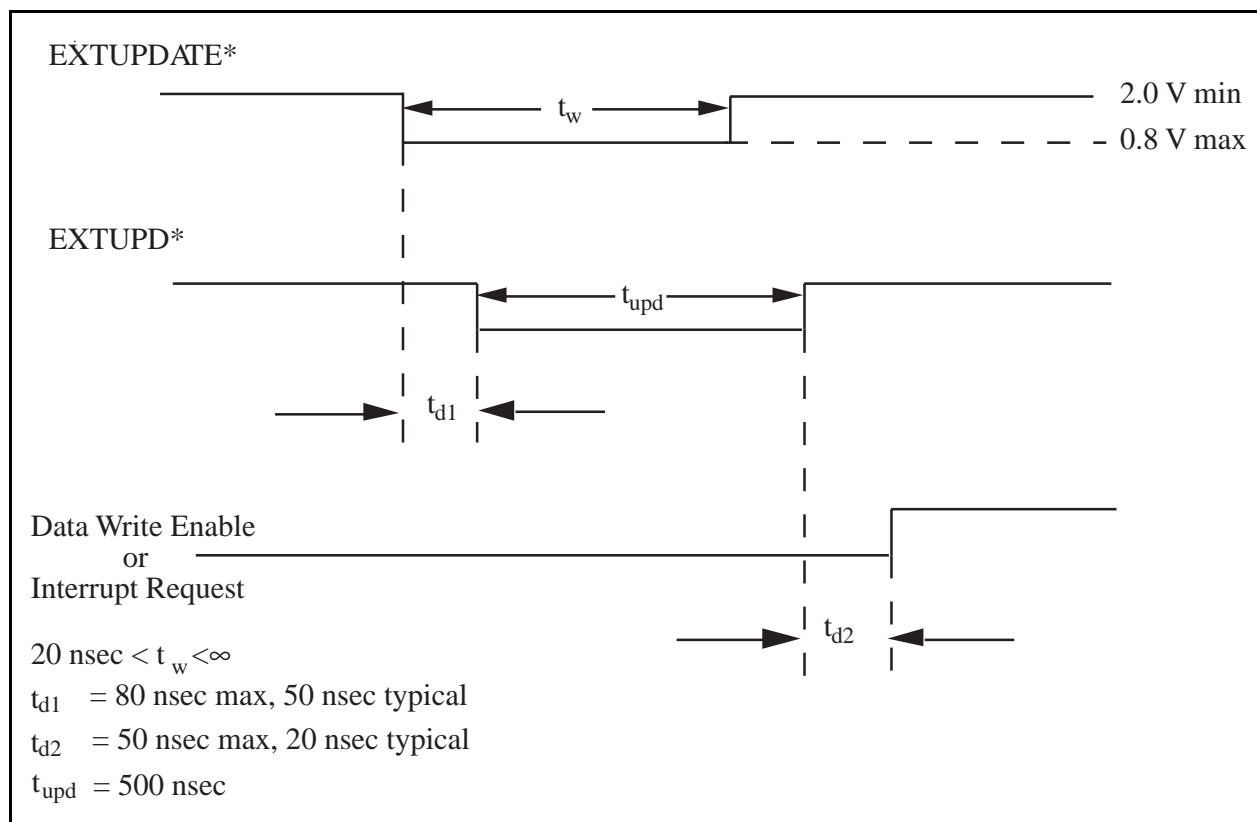 EXTUPDATE*
t_w
2.0 V min
0.8 V max
EXTUPD*
t_upd
t_d1
Data Write Enable
or
Interrupt Request
t_d2
20 nsec < t_w <∞
t_d1 = 80 nsec max, 50 nsec typical
t_d2 = 50 nsec max, 20 nsec typical
t_upd = 500 nsec